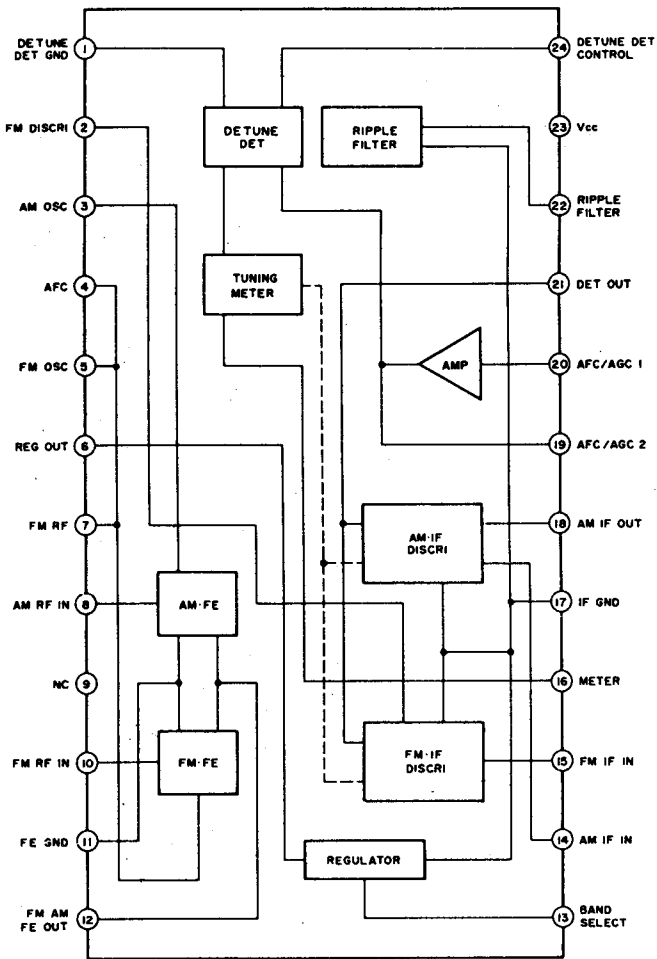 DETUNE
DET GND
1
FM DISCRI
2
AM OSC
3
AFC
4
FM OSC
5
REG OUT
6
FM RF
7
AM RF IN
8
NC
9
FM RF IN
10
FE GND
11
FM AM
FE OUT
12
DETUNE
DET
RIPPLE
FILTER
TUNING
METER
AMP
AM·IF
DISCRI
AM·FE
FM·FE
FM·IF
DISCRI
REGULATOR
24
DETUNE DET
CONTROL
23
Vcc
22
RIPPLE
FILTER
21
DET OUT
20
AFC/AGC 1
19
AFC/AGC 2
18
AM IF OUT
17
IF GND
16
METER
15
FM IF IN
14
AM IF IN
13
BAND
SELECT